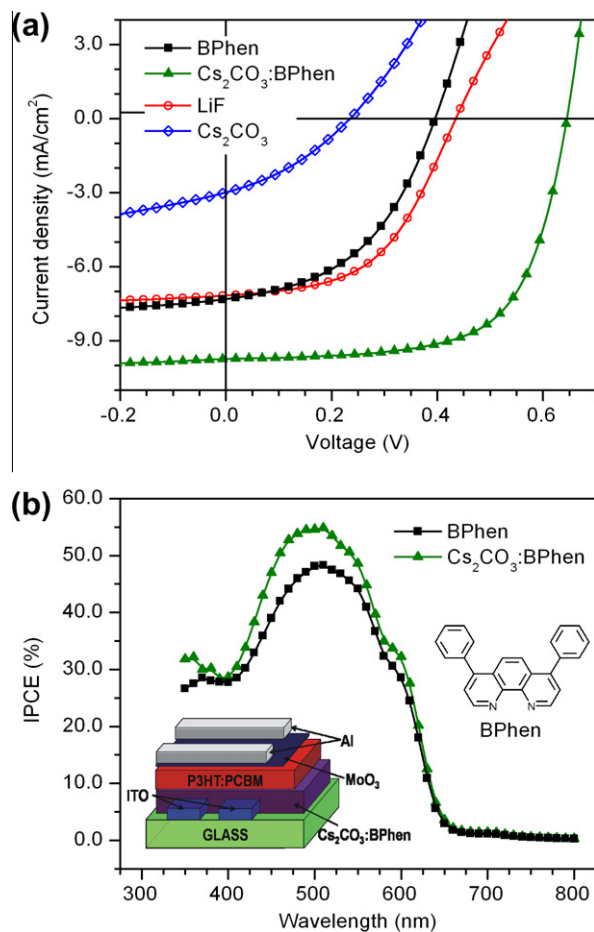 (a)
BPhen
Cs₂CO₃:BPhen
LiF
Cs₂CO₃
3.0
0.0
-3.0
-6.0
-9.0
Current density (mA/cm²)
-0.2 0.0 0.2 0.4 0.6
Voltage (V)
(b)
BPhen
Cs₂CO₃:BPhen
60.0
50.0
40.0
30.0
20.0
10.0
0.0
IPCE (%)
BPhen
Al
MoO₃
P3HT:PCBM
ITO
GLASS
Cs₂CO₃:BPhen
N N
300 400 500 600 700 800
Wavelength (nm)